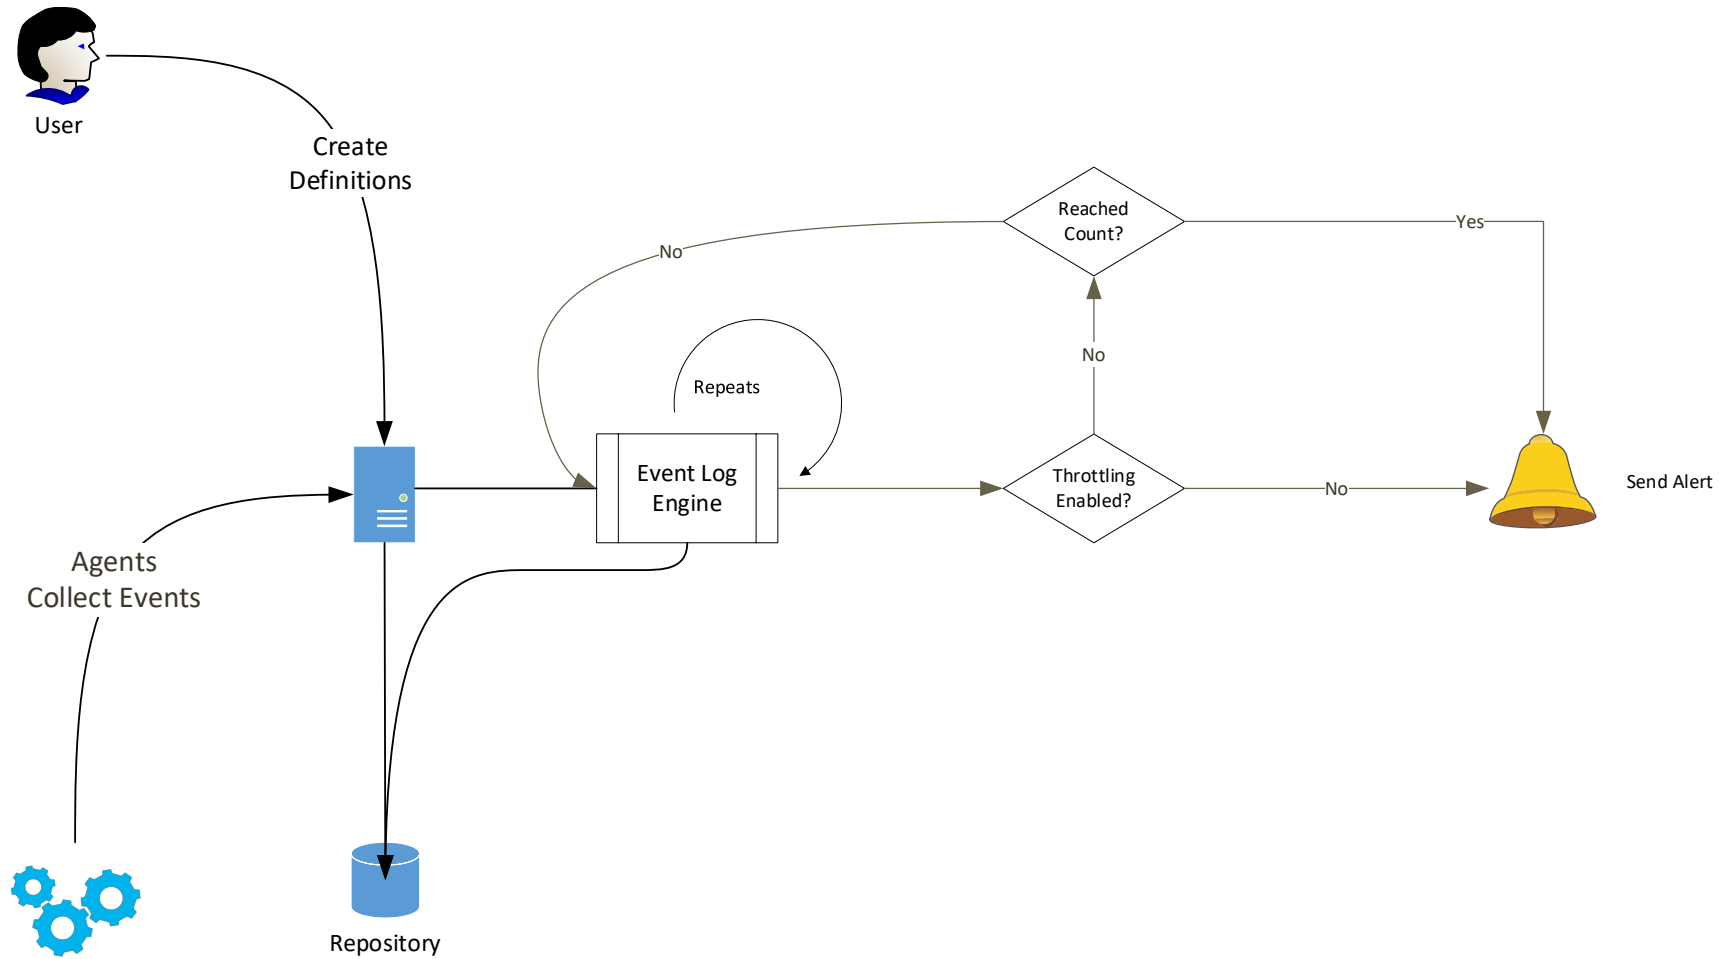 User
Create
Definitions
Reached
Count?
Yes
No
No
Repeats
Event Log
Engine
Throttling
Enabled?
No
Send Alert
Agents
Collect Events
Repository